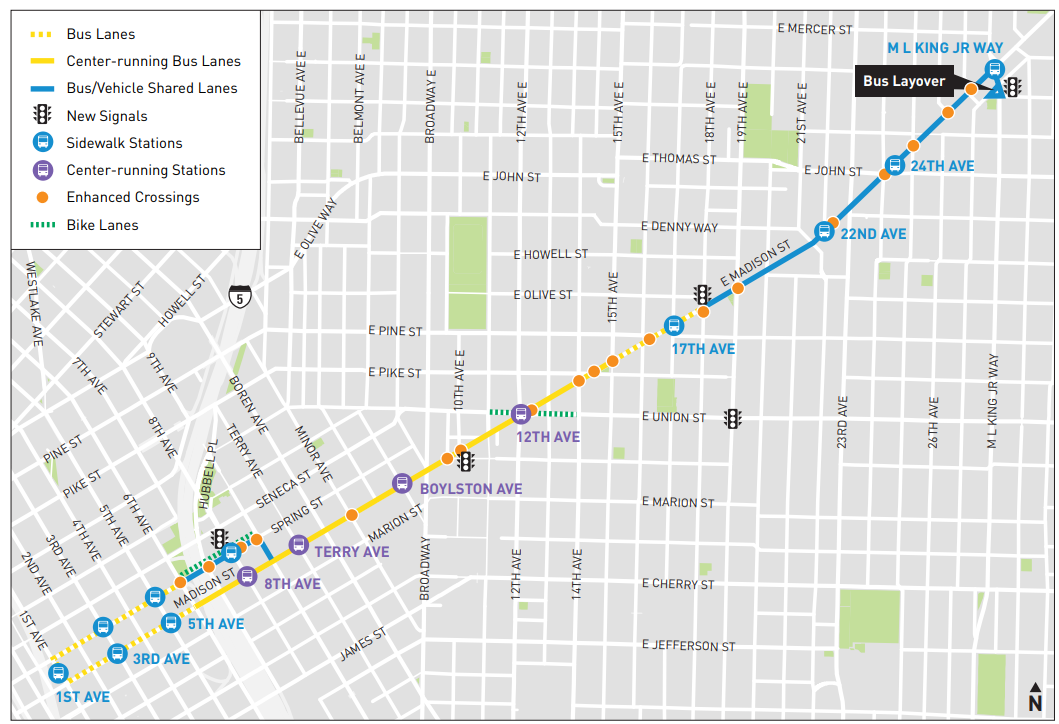 Bus Lanes
Center-running Bus Lanes
Bus/Vehicle Shared Lanes
New Signals
Sidewalk Stations
Center-running Stations
Enhanced Crossings
Bike Lanes
E MERCER ST
M L KING JR WAY
Bus Layover
BELLEVUE AVE E
BELMONT AVE E
BROADWAY E
12TH AVE E
15TH AVE E
18TH AVE E
19TH AVE E
21ST AVE E
E THOMAS ST
E JOHN ST
E JOHN ST
24TH AVE
E OLIVE WAY
E DENNY WAY
22ND AVE
E HOWELL ST
E MADISON ST
E OLIVE ST
15TH AVE E
WESTLAKE AVE
STEWART ST
HOWELL ST
5
E PINE ST
17TH AVE
7TH AVE
9TH AVE
E PIKE ST
10TH AVE E
BOREN AVE
8TH AVE
TERRY AVE
MINOR AVE
12TH AVE
E UNION ST
23RD AVE
26TH AVE
M L KING JR WAY
PINE ST
PIKE ST
HUBBELL PL
SENECA ST
BOYLSTON AVE
6TH AVE
5TH AVE
4TH AVE
3RD AVE
2ND AVE
1ST AVE
SPRING ST
MARION ST
E MARION ST
TERRY AVE
8TH AVE
MADISON ST
BROADWAY
12TH AVE
14TH AVE
E CHERRY ST
5TH AVE
JAMES ST
E JEFFERSON ST
3RD AVE
1ST AVE
N